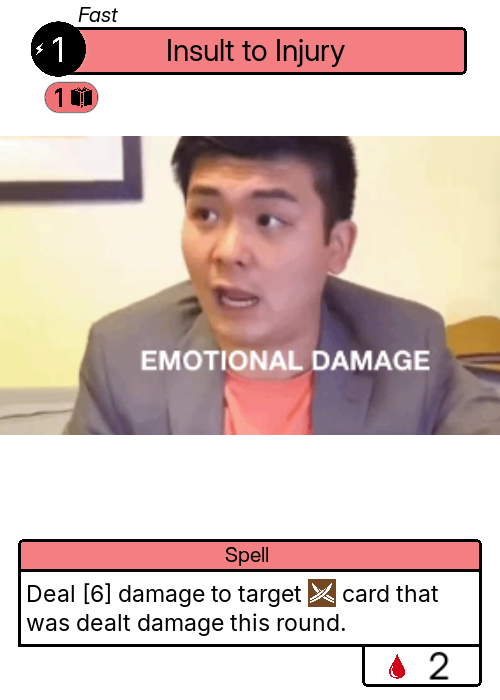 Fast
1 Insult to Injury
1
EMOTIONAL DAMAGE
Spell
Deal [6] damage to target card that
was dealt damage this round.
2